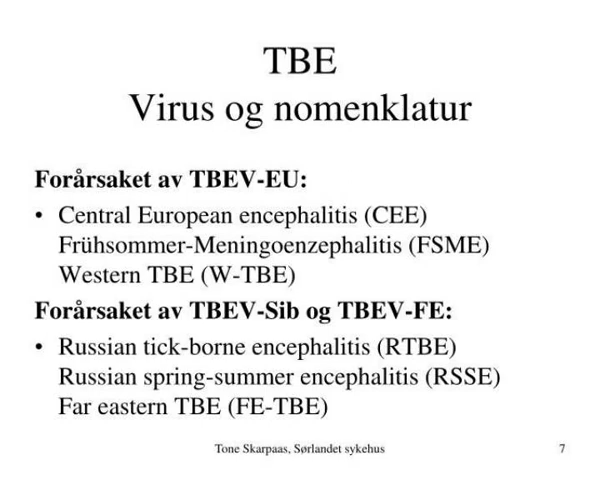 TBE
Virus og nomenklatur
Forårsaket av TBEV-EU:
• Central European encephalitis (CEE)
Frühsommer-Meningoenzephalitis (FSME)
Western TBE (W-TBE)
Forårsaket av TBEV-Sib og TBEV-FE:
• Russian tick-borne encephalitis (RTBE)
Russian spring-summer encephalitis (RSSE)
Far eastern TBE (FE-TBE)
Tone Skarpaas, Sørlandet sykehus 7